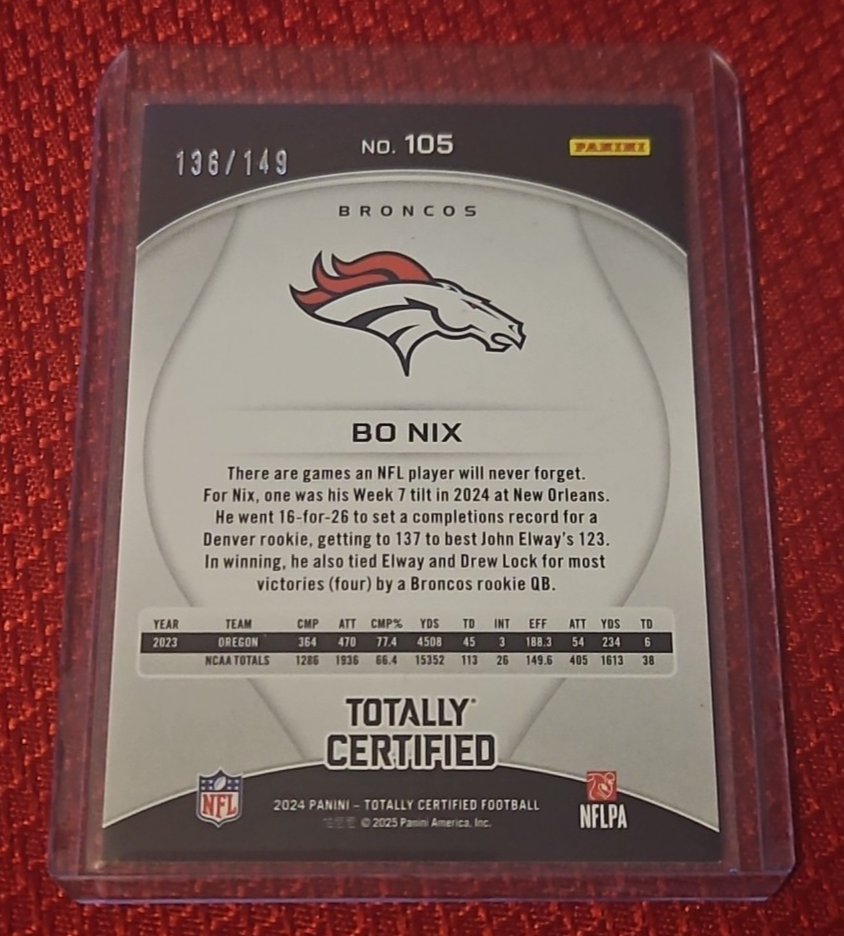 136/149
NO. 105
PANINI
BRONCOS
BO NIX
There are games an NFL player will never forget.
For Nix, one was his Week 7 tilt in 2024 at New Orleans.
He went 16-for-26 to set a completions record for a
Denver rookie, getting to 137 to best John Elway's 123.
In winning, he also tied Elway and Drew Lock for most
victories (four) by a Broncos rookie QB.
YEAR TEAM CMP ATT CMP% YDS TD INT EFF ATT YDS TD
2023 OREGON 364 470 77.4 4508 45 3 188.3 54 234 6
NCAA TOTALS 1286 1936 66.4 15352 113 26 149.6 405 1613 38
TOTALLY
CERTIFIED
NFL
2024 PANINI – TOTALLY CERTIFIED FOOTBALL
© 2025 Panini America, Inc.
NFLPA